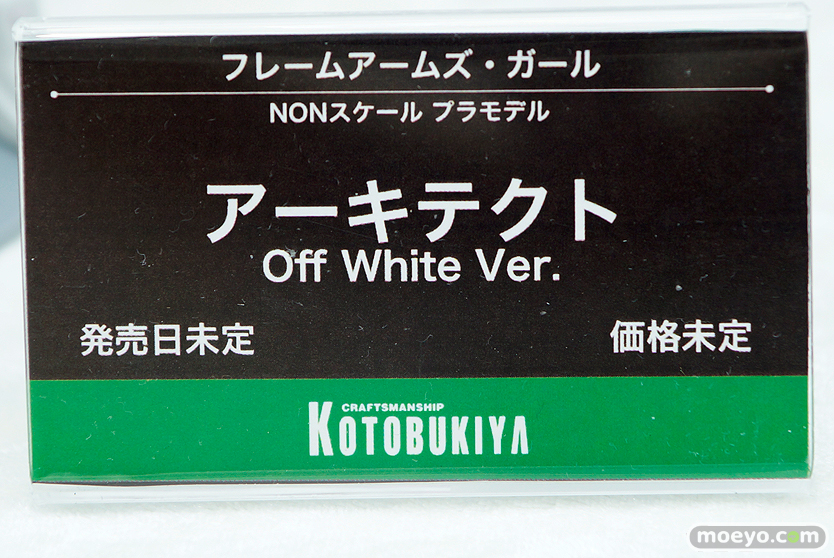 フレームアームズ・ガール
NONスケール プラモデル
アーキテクト
Off White Ver.
発売日未定 価格未定
CRAFTSMANSHIP
KOTOBUKIYA
moeyo.com